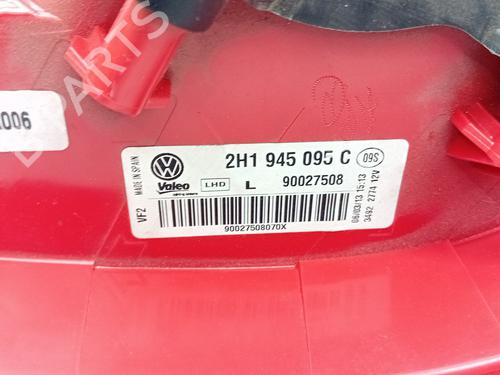 PARTS
006
MADE IN SPAIN
2H1 945 095 C
09S
Valeo
LHD
L
90027508
VF2
90027508070X
06/03/13 15:13
3492 2774 12V